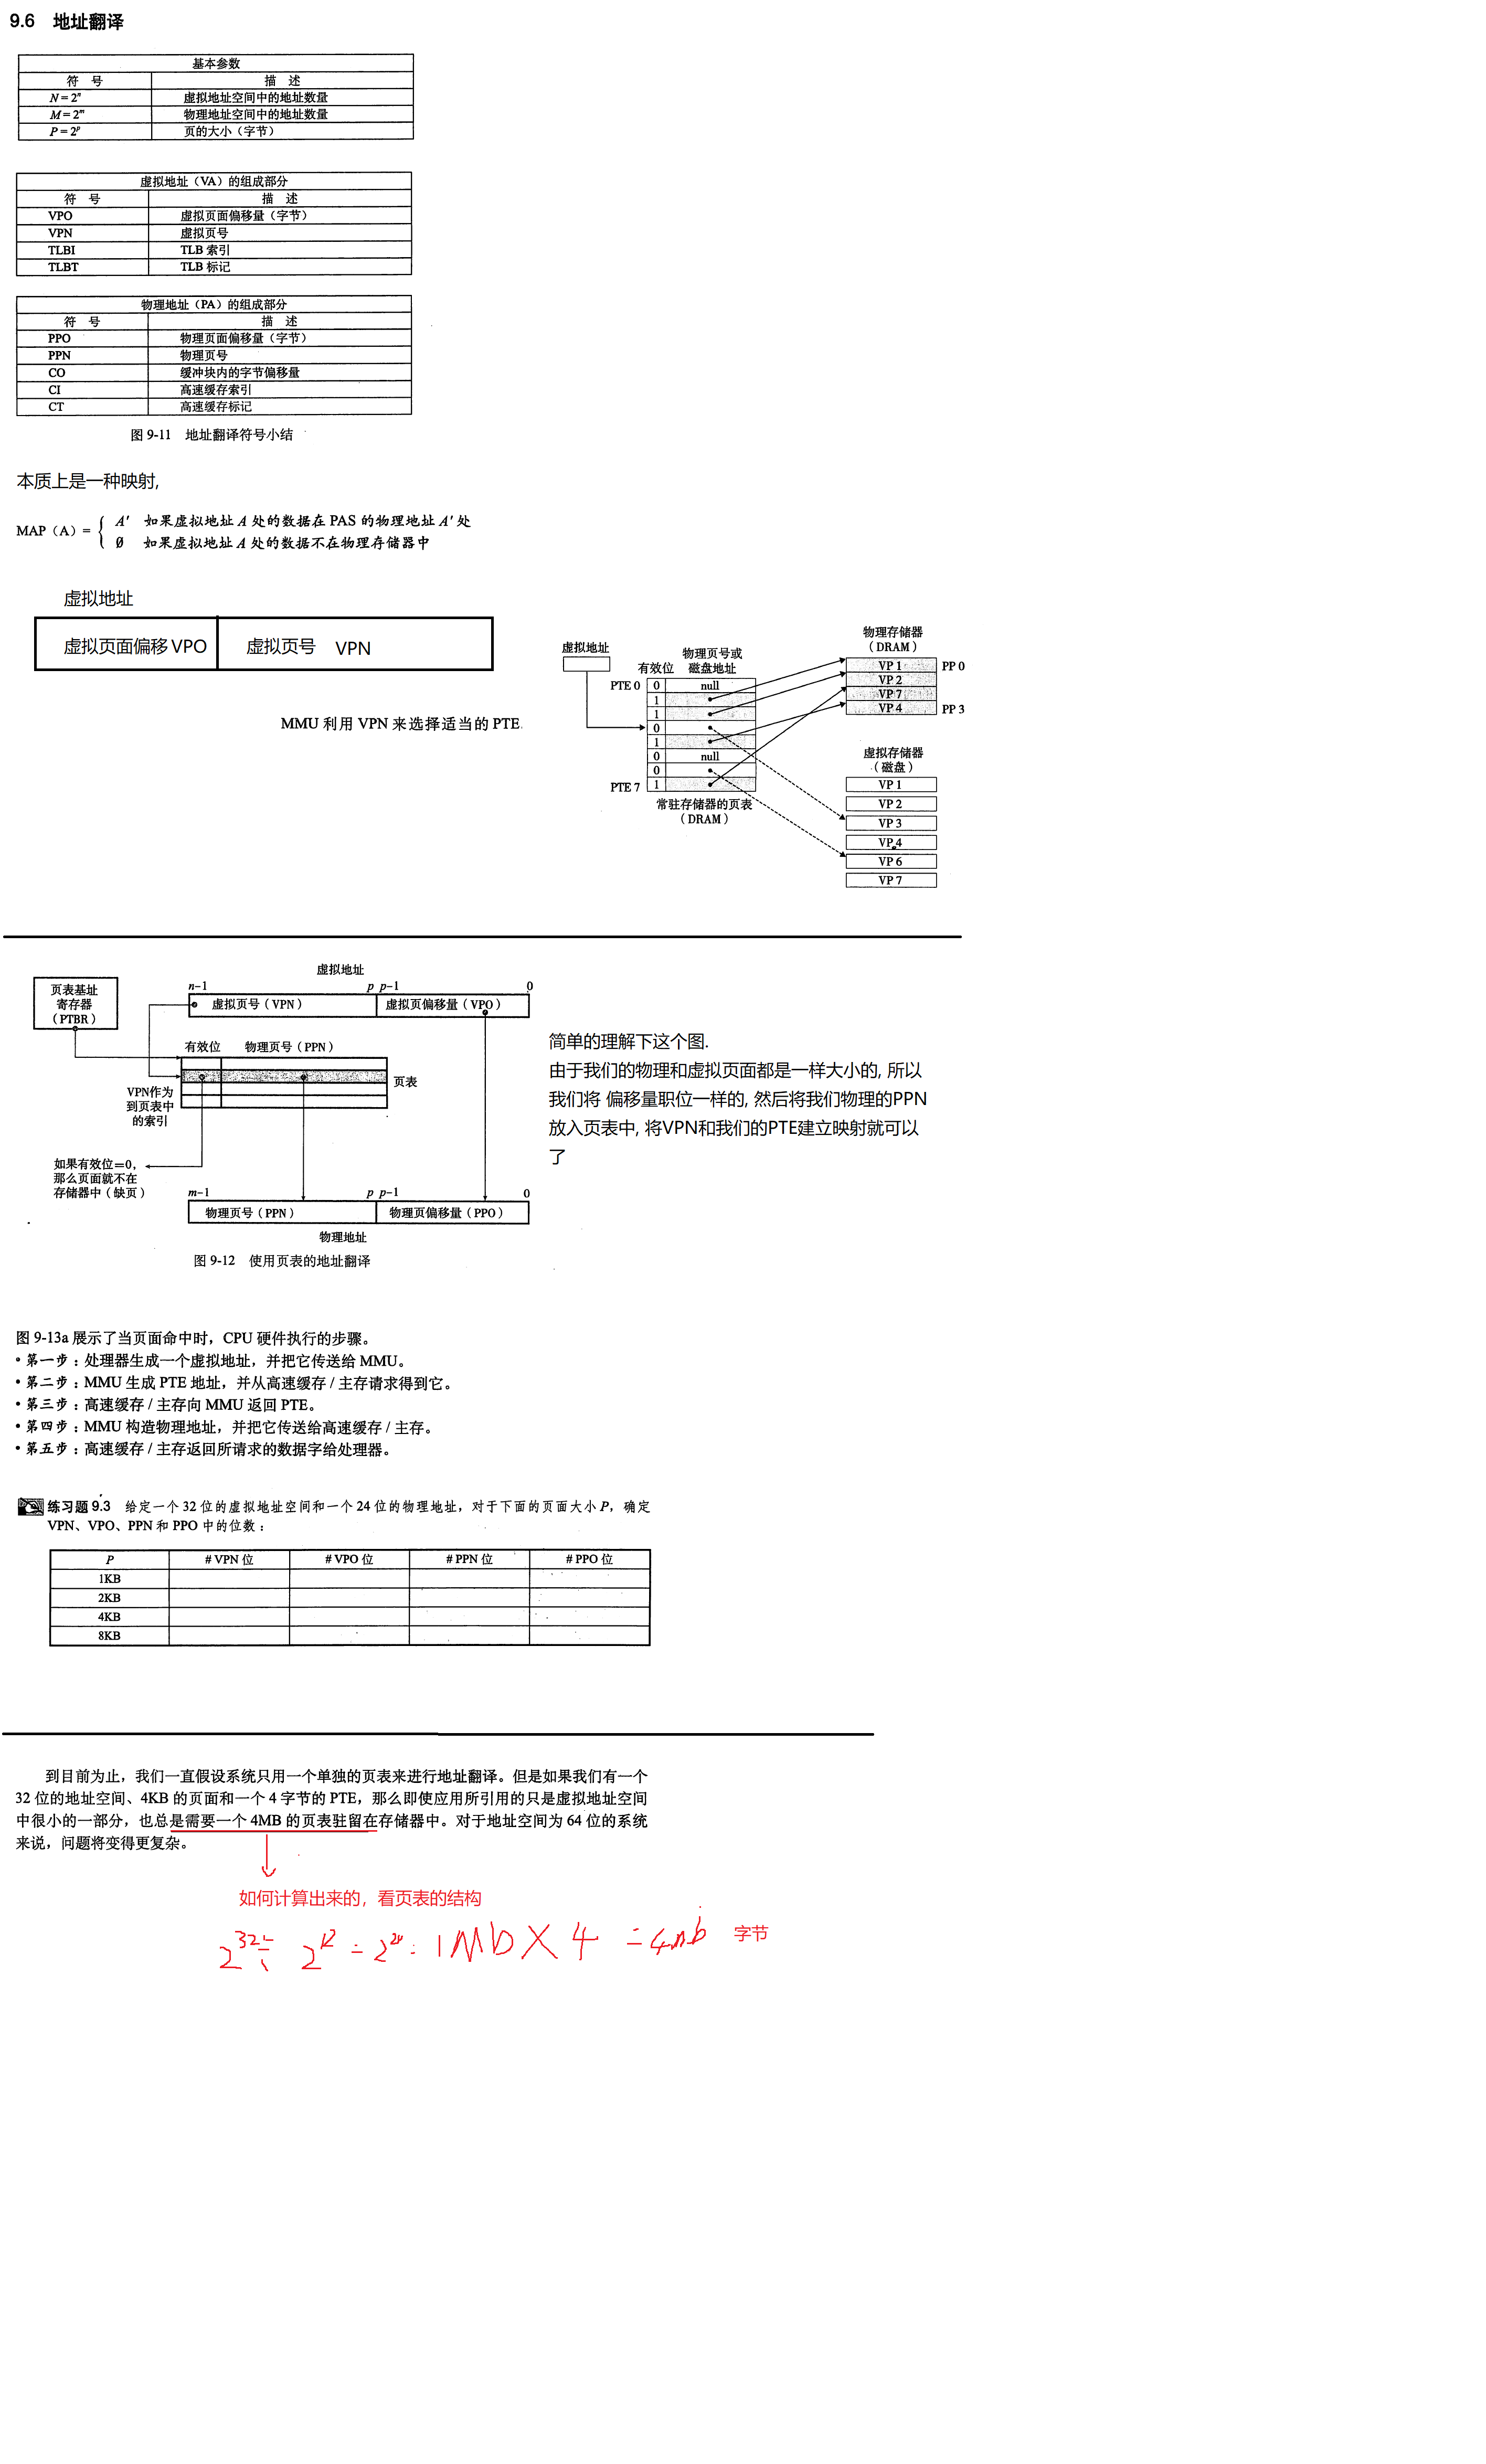 9.6 地址翻译
基本参数
符 号 描 述
N = 2ⁿ 虚拟地址空间中的地址数量
M = 2ᵐ 物理地址空间中的地址数量
P = 2ᵖ 页的大小（字节）
虚拟地址（VA）的组成部分
符 号 描 述
VPO 虚拟页面偏移量（字节）
VPN 虚拟页号
TLBI TLB 索引
TLBT TLB 标记
物理地址（PA）的组成部分
符 号 描 述
PPO 物理页面偏移量（字节）
PPN 物理页号
CO 缓冲块内的字节偏移量
CI 高速缓存索引
CT 高速缓存标记
图 9-11 地址翻译符号小结
本质上是一种映射,
MAP（A）= { A' 如果虚拟地址 A 处的数据在 PAS 的物理地址 A' 处
∅ 如果虚拟地址 A 处的数据不在物理存储器中
虚拟地址
虚拟页面偏移 VPO 虚拟页号 VPN
MMU 利用 VPN 来选择适当的 PTE
虚拟地址
有效位
物理页号或
磁盘地址
PTE 0 0 null
1
1
0
1
0 null
0
PTE 7 1
常驻存储器的页表
（DRAM）
物理存储器
（DRAM）
VP 1 PP 0
VP 2
VP 7
VP 4 PP 3
虚拟存储器
（磁盘）
VP 1
VP 2
VP 3
VP 4
VP 6
VP 7
虚拟地址
页表基址
寄存器
（PTBR）
n-1 p p-1 0
虚拟页号（VPN） 虚拟页偏移量（VPO）
有效位 物理页号（PPN）
页表
VPN作为
到页表中
的索引
如果有效位=0,
那么页面就不在
存储器中（缺页）
m-1 p p-1 0
物理页号（PPN） 物理页偏移量（PPO）
物理地址
图 9-12 使用页表的地址翻译
简单的理解下这个图.
由于我们的物理和虚拟页面都是一样大小的, 所以
我们将 偏移量职位一样的, 然后将我们物理的PPN
放入页表中, 将VPN和我们的PTE建立映射就可以
了
图 9-13a 展示了当页面命中时，CPU 硬件执行的步骤。
• 第一步：处理器生成一个虚拟地址，并把它传送给 MMU。
• 第二步：MMU 生成 PTE 地址，并从高速缓存 / 主存请求得到它。
• 第三步：高速缓存 / 主存向 MMU 返回 PTE。
• 第四步：MMU 构造物理地址，并把它传送给高速缓存 / 主存。
• 第五步：高速缓存 / 主存返回所请求的数据字给处理器。
练习题 9.3 给定一个 32 位的虚拟地址空间和一个 24 位的物理地址，对于下面的页面大小 P，确定
VPN、VPO、PPN 和 PPO 中的位数：
P # VPN 位 # VPO 位 # PPN 位 # PPO 位
1KB
2KB
4KB
8KB
到目前为止，我们一直假设系统只用一个单独的页表来进行地址翻译。但是如果我们有一个
32 位的地址空间、4KB 的页面和一个 4 字节的 PTE，那么即使应用所引用的只是虚拟地址空间
中很小的一部分，也总是需要一个 4MB 的页表驻留在存储器中。对于地址空间为 64 位的系统
来说，问题将变得更复杂。
如何计算出来的，看页表的结构
2³² ÷ 2¹² = 2²⁰ = 1Mb × 4 = 4mb 字节